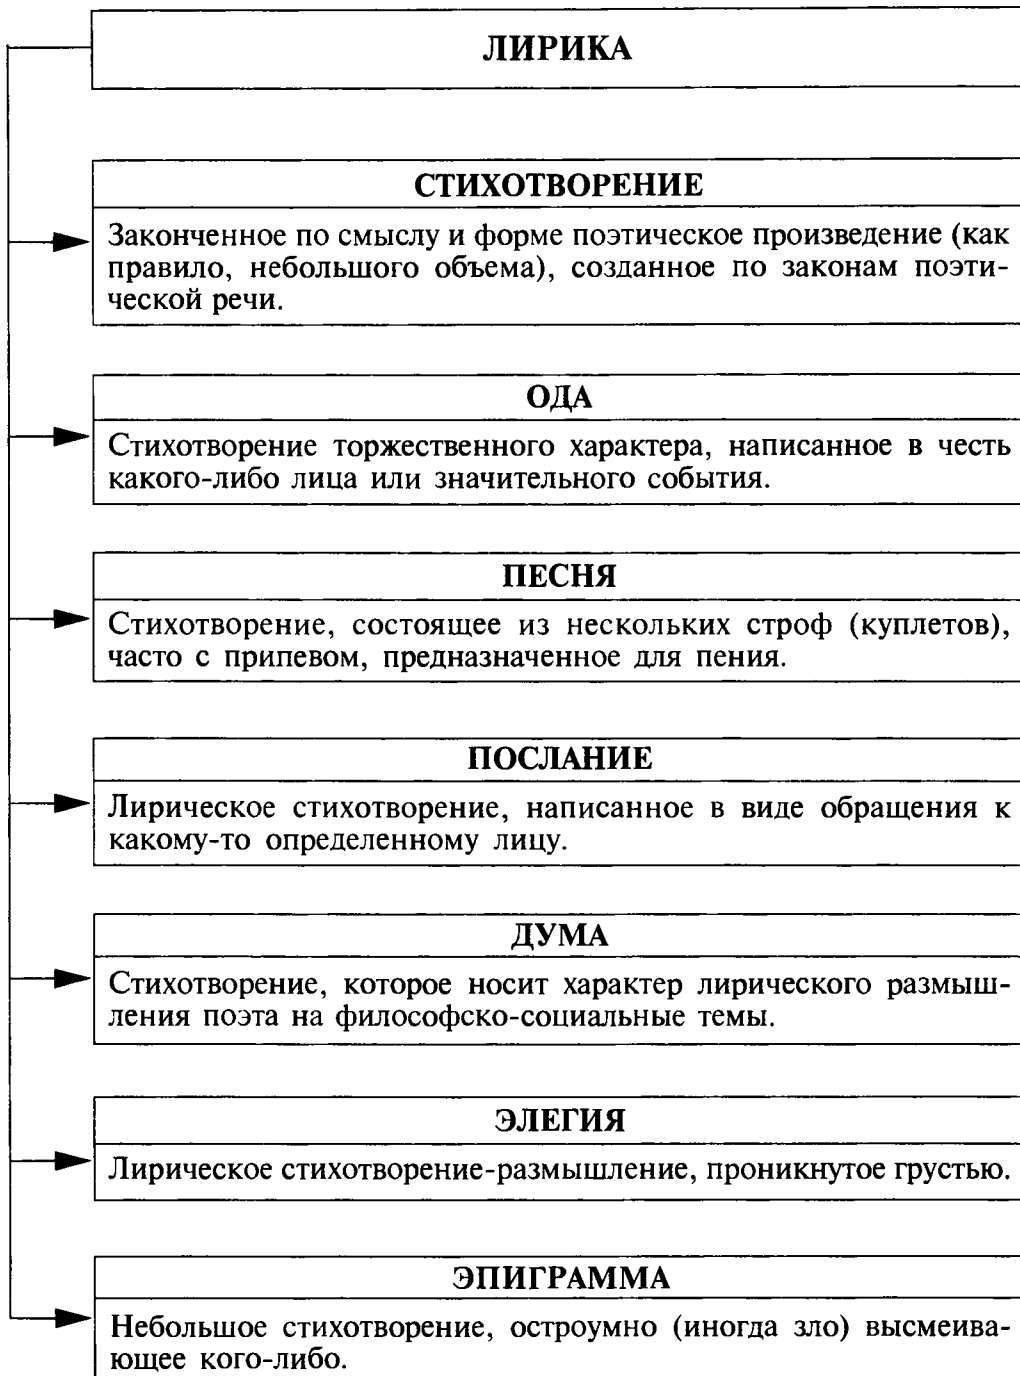 ЛИРИКА
СТИХОТВОРЕНИЕ
Законченное по смыслу и форме поэтическое произведение (как
правило, небольшого объема), созданное по законам поэти-
ческой речи.
ОДА
Стихотворение торжественного характера, написанное в честь
какого-либо лица или значительного события.
ПЕСНЯ
Стихотворение, состоящее из нескольких строф (куплетов),
часто с припевом, предназначенное для пения.
ПОСЛАНИЕ
Лирическое стихотворение, написанное в виде обращения к
какому-то определенному лицу.
ДУМА
Стихотворение, которое носит характер лирического размыш-
ления поэта на философско-социальные темы.
ЭЛЕГИЯ
Лирическое стихотворение-размышление, проникнутое грустью.
ЭПИГРАММА
Небольшое стихотворение, остроумно (иногда зло) высмеива-
ющее кого-либо.